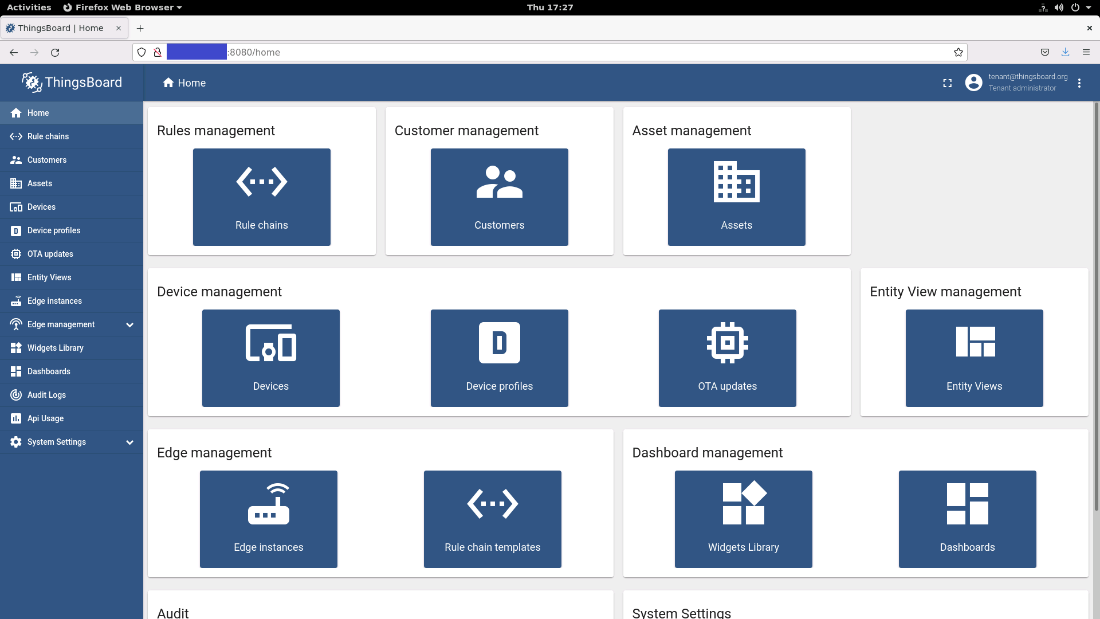 Activities
Firefox Web Browser
Thu 17:27
ThingsBoard | Home
:8080/home
ThingsBoard
Home
tenant@thingsboard.org
Tenant administrator
Home
Rule chains
Customers
Assets
Devices
Device profiles
OTA updates
Entity Views
Edge instances
Edge management
Widgets Library
Dashboards
Audit Logs
Api Usage
System Settings
Rules management
Rule chains
Customer management
Customers
Asset management
Assets
Device management
Devices
D
Device profiles
OTA updates
Entity View management
Entity Views
Edge management
Edge instances
Rule chain templates
Dashboard management
Widgets Library
Dashboards
Audit
System Settings